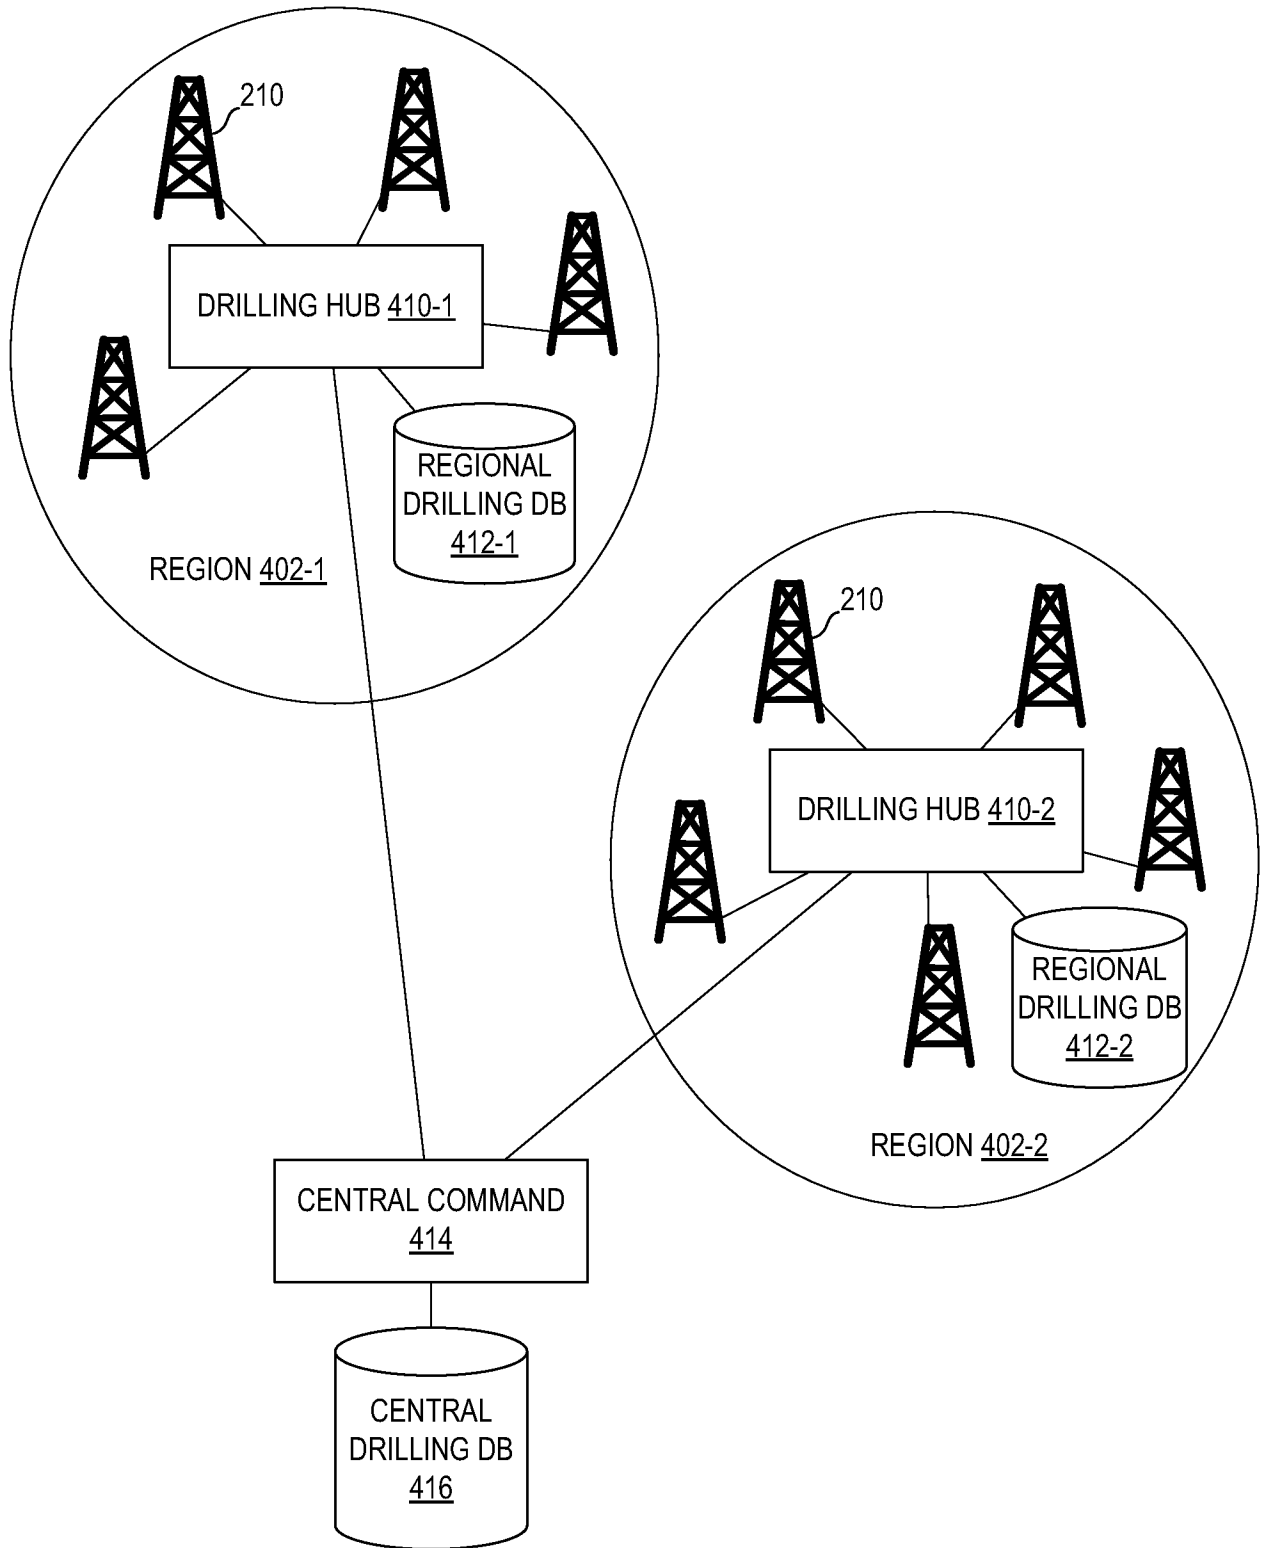 210
DRILLING HUB 410-1
REGIONAL
DRILLING DB
412-1
REGION 402-1
210
DRILLING HUB 410-2
REGIONAL
DRILLING DB
412-2
REGION 402-2
CENTRAL COMMAND
414
CENTRAL
DRILLING DB
416